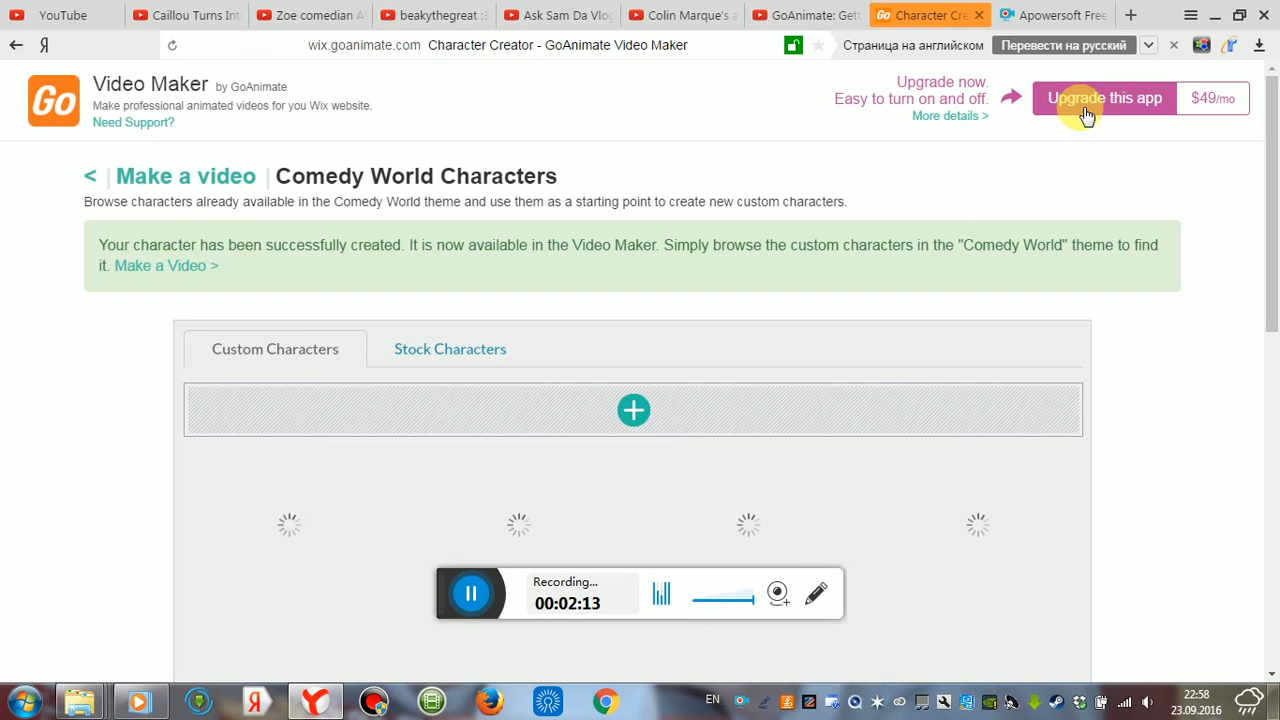 YouTube
Caillou Turns Int
Zoe comedian A
beakythegreat :3
Ask Sam Da Vlog
Colin Marque's a
GoAnimate: Gett
Go Character Cre
Apowersoft Free
Я wix.goanimate.com Character Creator - GoAnimate Video Maker Страница на английском Перевести на русский
Go
Video Maker by GoAnimate
Make professional animated videos for you Wix website.
Need Support?
Upgrade now.
Easy to turn on and off.
More details >
Upgrade this app $49/mo
< | Make a video | Comedy World Characters
Browse characters already available in the Comedy World theme and use them as a starting point to create new custom characters.
Your character has been successfully created. It is now available in the Video Maker. Simply browse the custom characters in the "Comedy World" theme to find
it. Make a Video >
Custom Characters Stock Characters
Recording...
00:02:13
Я
EN
22:58
23.09.2016